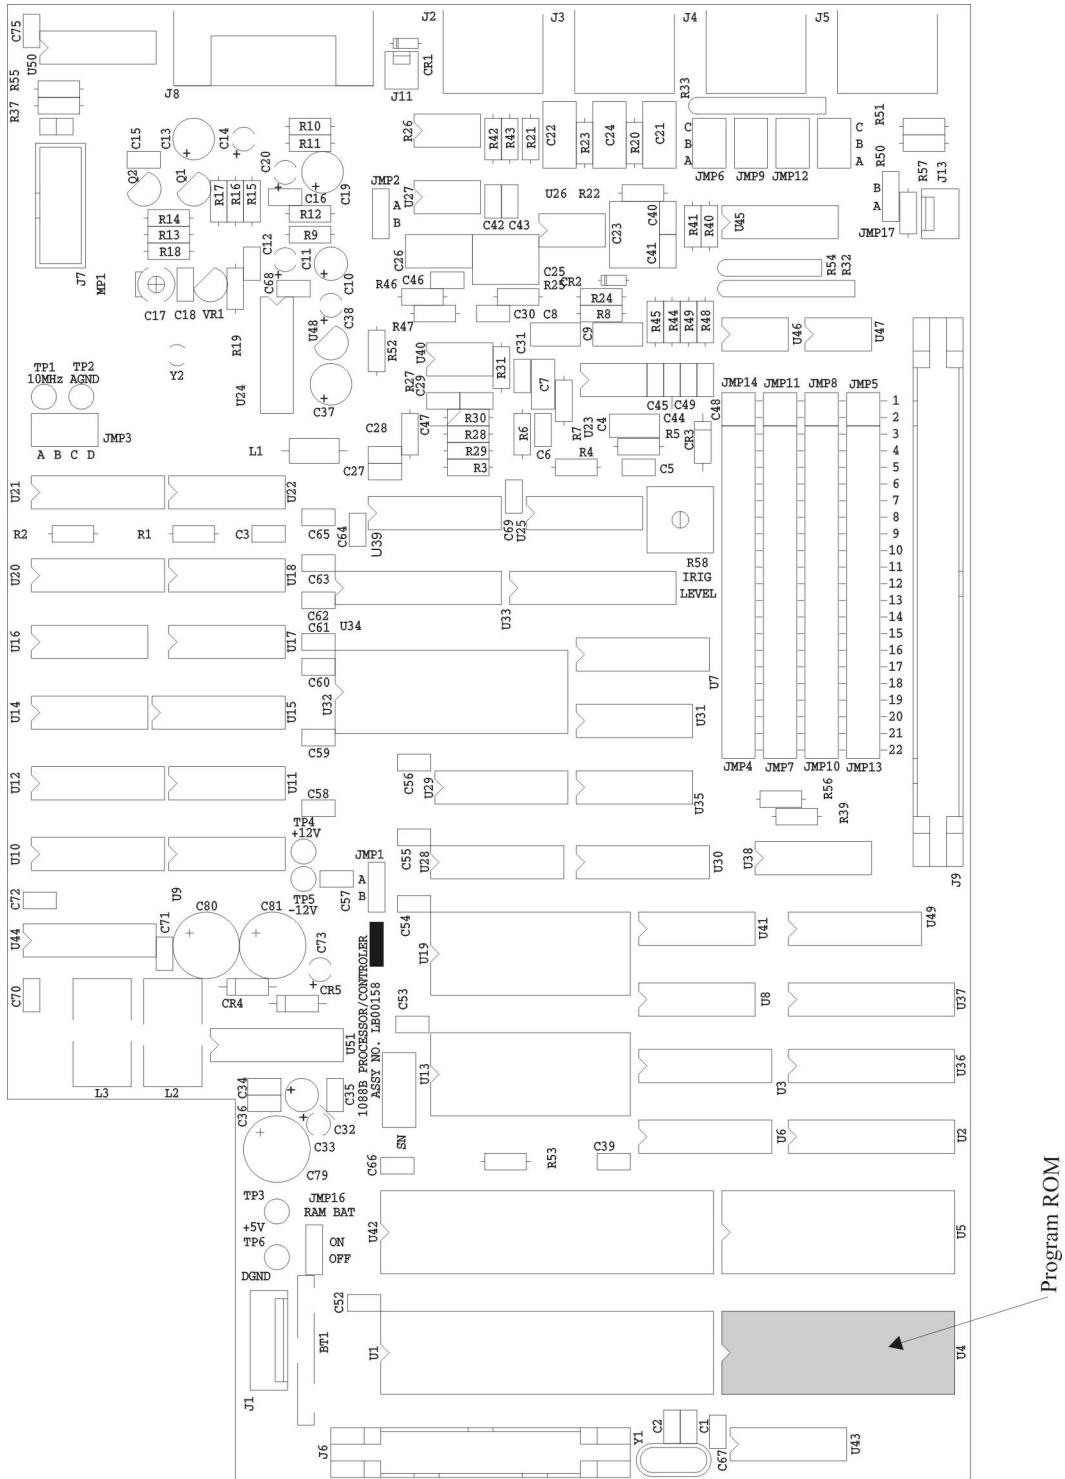 C75
U50
J8
J2
J3
J4
J5
CR1
J11
R55
R37
R33
R51
C15
C13
C14
R10
R11
R26
R42
R43
R21
C22
R23
C24
R20
C21
C
B
A
C
B
A
JMP6
JMP9
JMP12
R50
R57
J13
Q2
Q1
C20
C19
C16
R17
R16
R15
JMP2
A
B
U27
C42
C43
U26
R22
C40
C23
C41
R41
R40
U45
B
A
JMP17
R14
R13
R18
R12
R9
C12
C11
C10
C68
C26
C46
C25
R25
CR2
R54
R32
J7
MP1
C17
C18
VR1
R19
U24
U48
C38
R46
R47
C30
C8
R24
R8
C9
R45
R44
R49
R48
U46
U47
Y2
R52
U40
R31
C31
C7
R27
C29
C37
TP1
10MHz
TP2
AGND
JMP3
A B C D
L1
C28
C27
C47
R30
R28
R29
R3
R6
C6
R7
U23
C4
C45
C49
C44
C48
R5
R4
C5
CR3
JMP14
JMP11
JMP8
JMP5
1
2
3
4
5
6
7
8
9
10
11
12
13
14
15
16
17
18
19
20
21
22
JMP4
JMP7
JMP10
JMP13
U21
U22
R2
R1
C3
C65
C64
U39
C69
U25
R58
IRIG
LEVEL
U20
U18
C63
C62
C61
U34
U33
U16
U17
C60
U32
U7
U14
U15
C59
U31
U12
U11
C58
C56
U29
U35
R56
R39
TP4
+12V
U10
U9
TP5
-12V
C57
JMP1
A
B
C55
U28
U30
U38
J9
C72
C71
C80
C81
C73
U44
C54
U19
U41
U49
C70
CR4
CR5
C53
U8
U37
1088B PROCESSOR/CONTROLER
ASSY NO. LB00158
U51
L3
L2
C34
C36
C35
C32
C33
C79
SN
U13
U3
U36
U6
U2
C66
R53
C39
TP3
+5V
TP6
DGND
JMP16
RAM BAT
ON
OFF
U42
U5
C52
BT1
J1
U1
U4
Program ROM
J6
Y1
C2
C1
C67
U43